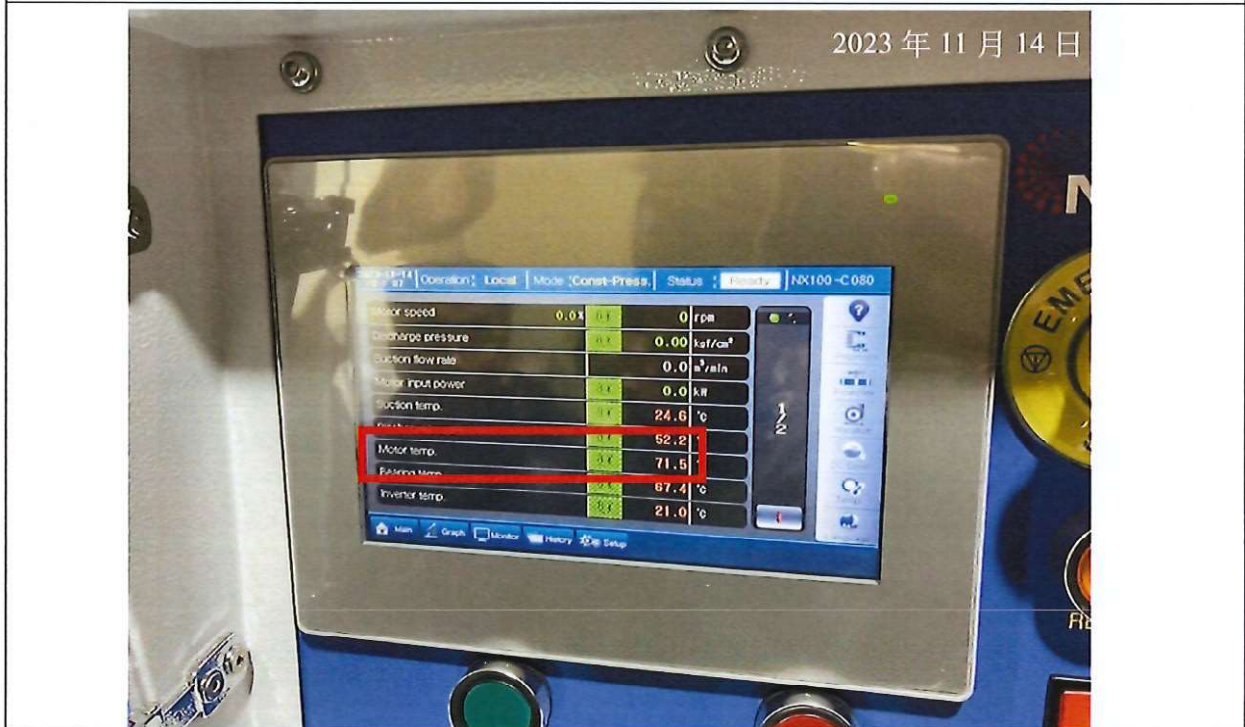 2023 年 11 月 14 日
Operation: Local Mode : Const-Press. Status : Ready NX100-C080
Motor speed 0.0% 0 rpm
Discharge pressure 0.00 kgf/cm²
Suction flow rate 0.0 m³/min
Motor input power 0.0 kW
Suction temp. 24.6 °C
52.2
Motor temp. 71.5
Bearing temp. 67.4 °C
Inverter temp. 21.0 °C
1/2
Main Graph Monitor History Setup
N
EME
RE